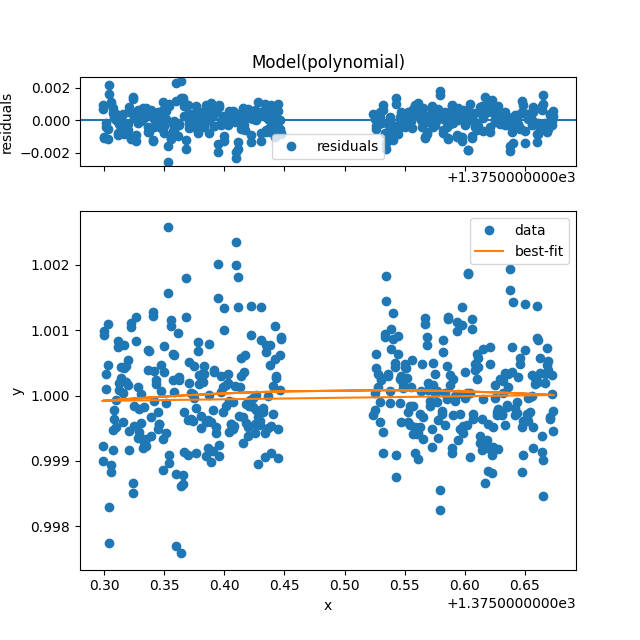 Model(polynomial)
residuals
0.002
0.000
−0.002
residuals
+1.3750000000e3
y
1.002
1.001
1.000
0.999
0.998
data
best-fit
0.30 0.35 0.40 0.45 0.50 0.55 0.60 0.65
x
+1.3750000000e3